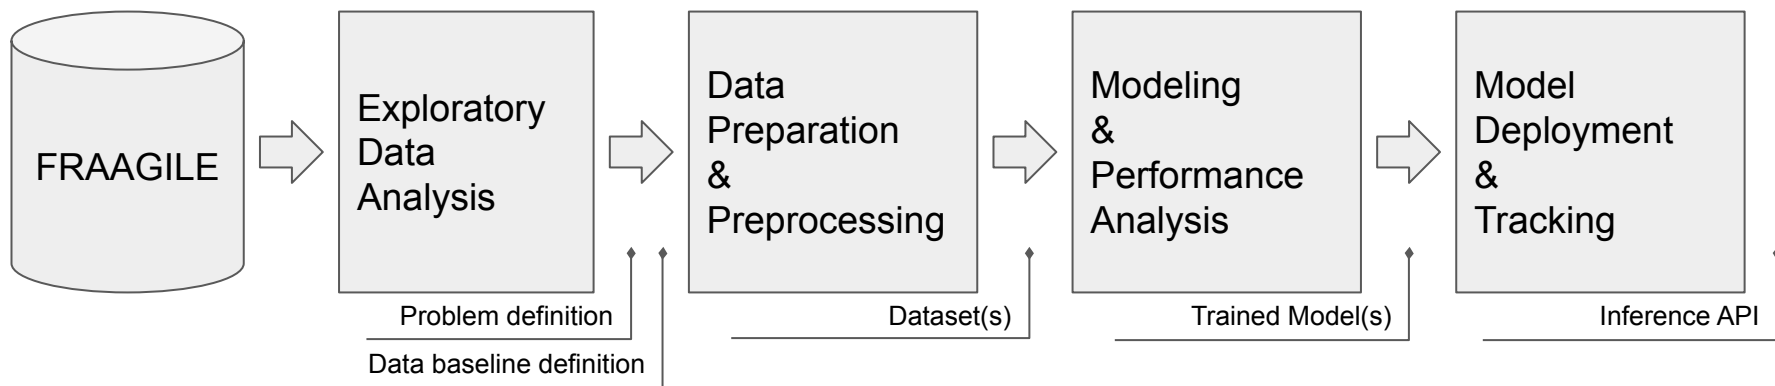 FRAAGILE
Exploratory
Data
Analysis
Data
Preparation
&
Preprocessing
Modeling
&
Performance
Analysis
Model
Deployment
&
Tracking
Problem definition
Data baseline definition
Dataset(s)
Trained Model(s)
Inference API